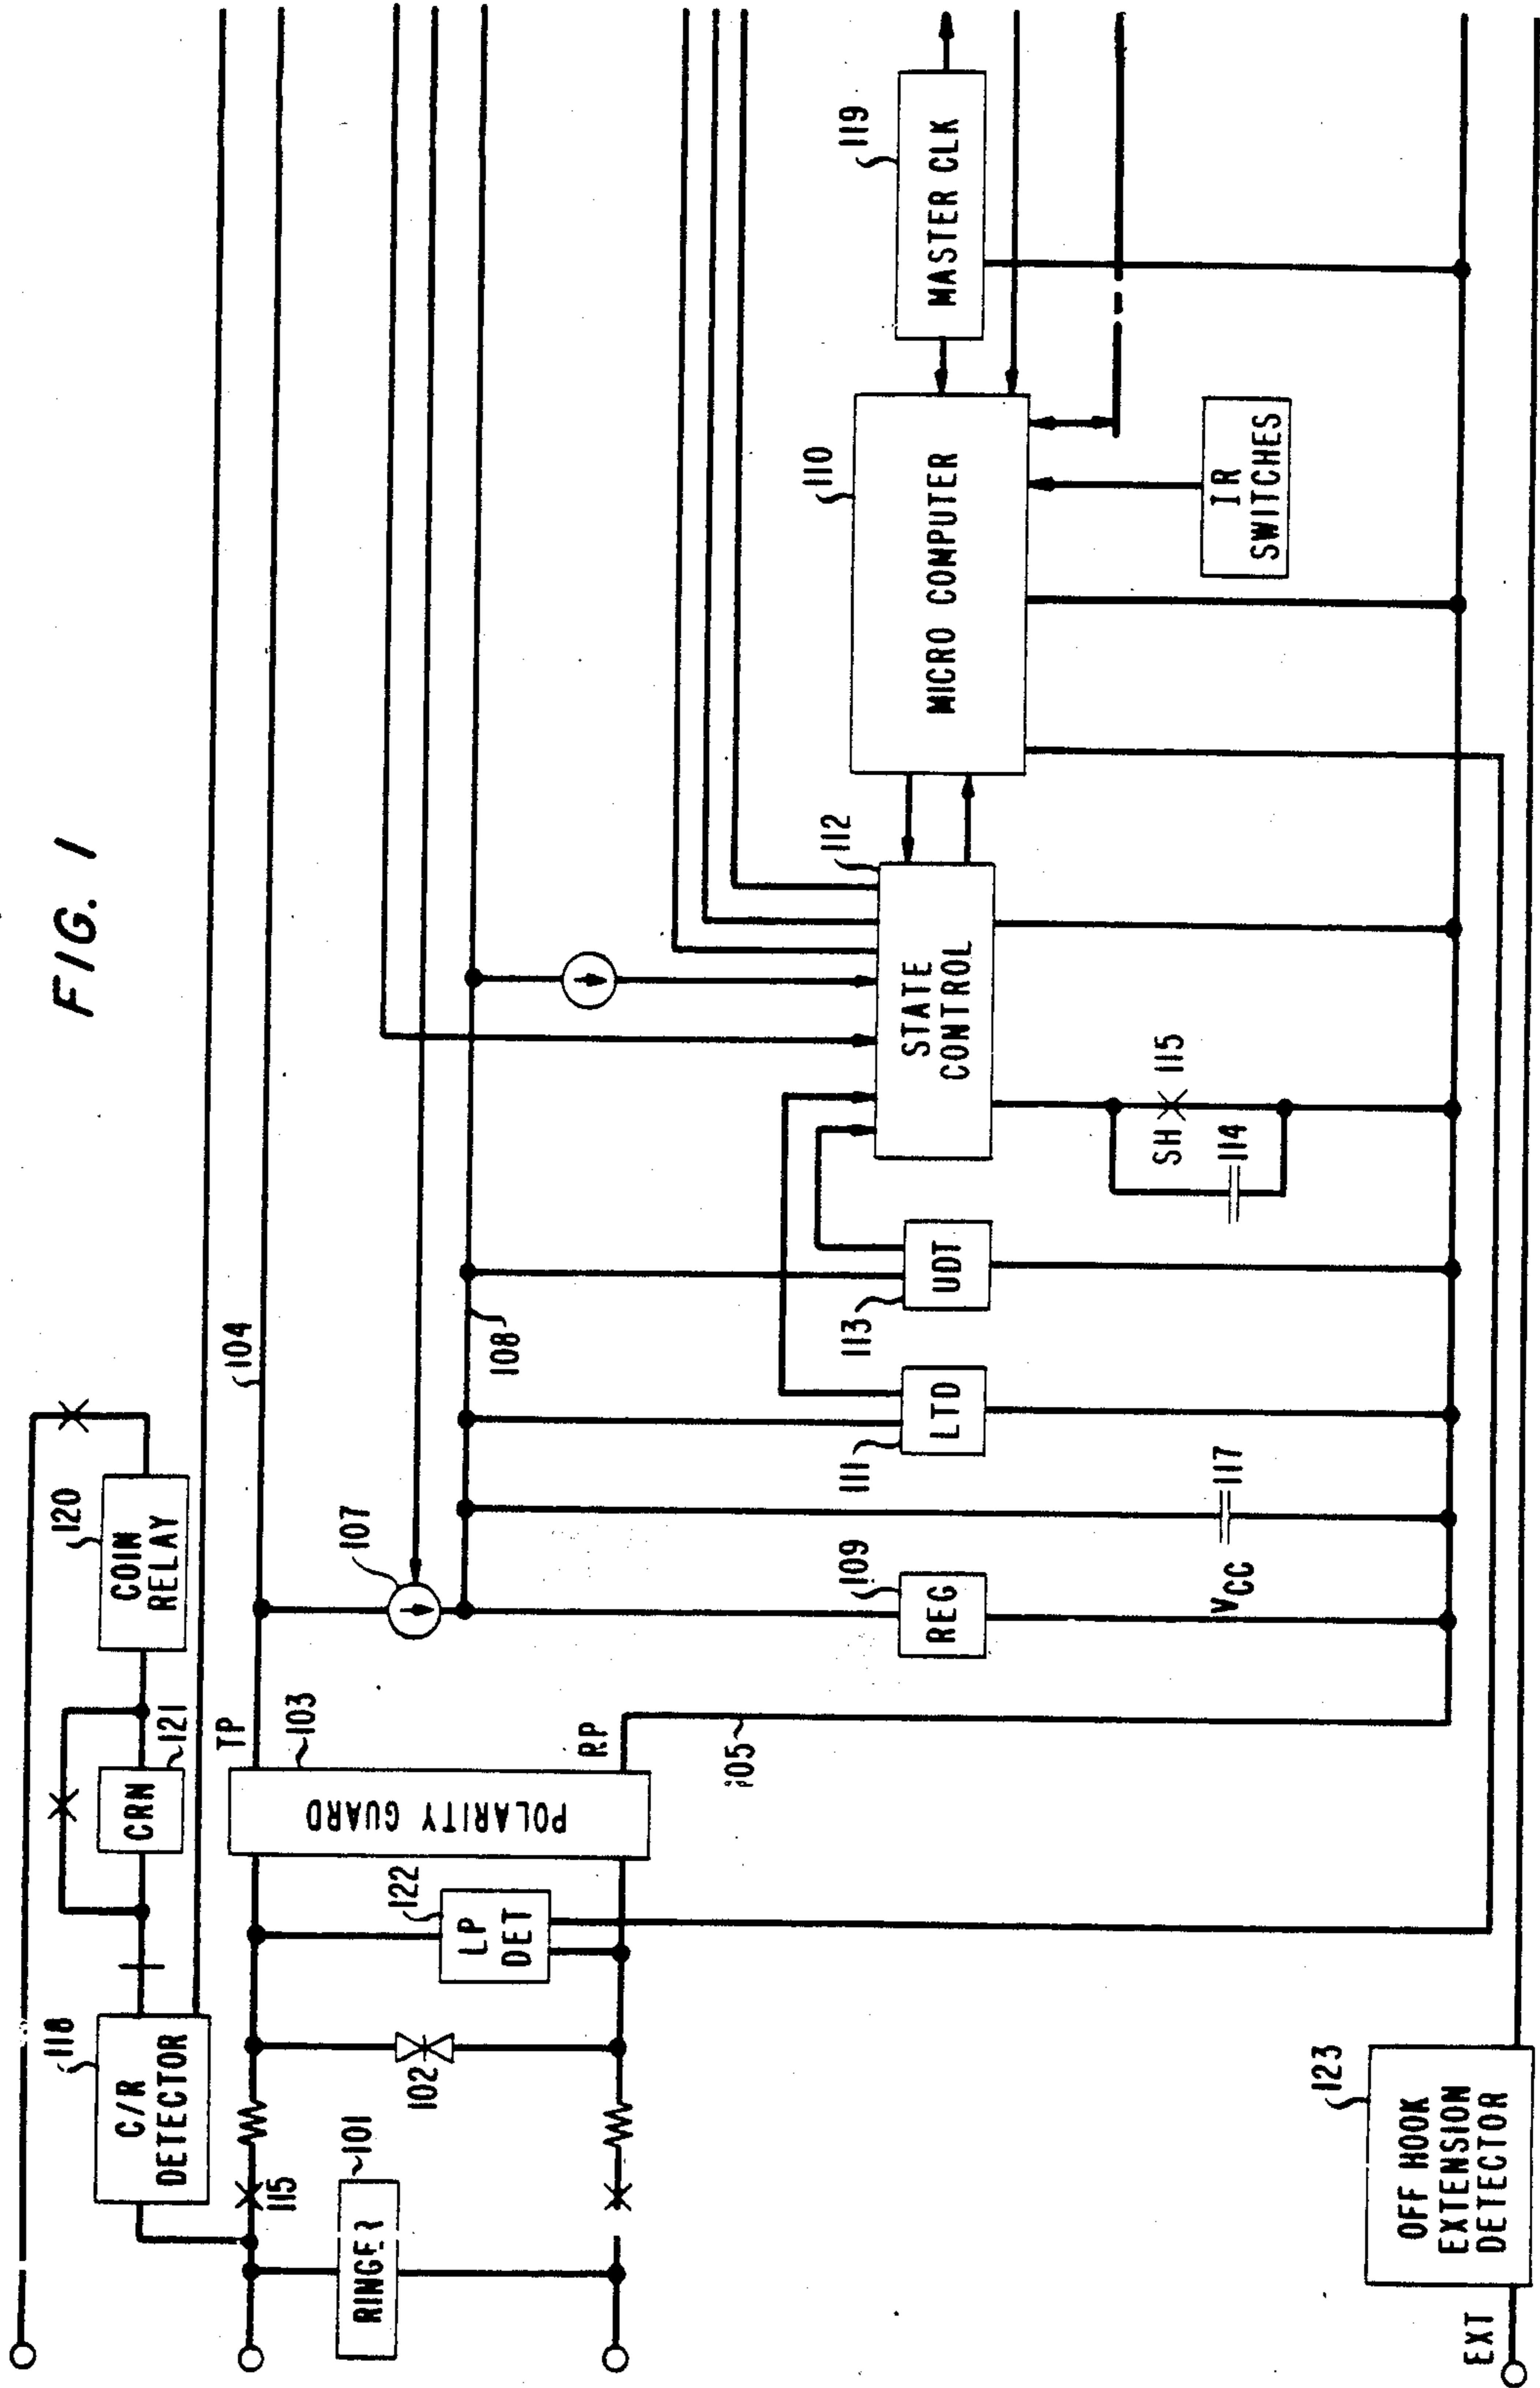 FIG. 1
118
C/R
DETECTOR
CRN
121
120
COIN
RELAY
115
RINGER
101
102
122
LP
DET
POLARITY GUARD
103
TP
RP
105
104
107
108
REG
109
VCC
117
LTD
111
UDT
113
SH
115
114
STATE
CONTROL
112
MICRO COMPUTER
110
IR
SWITCHES
MASTER CLK
119
EXT
OFF HOOK
EXTENSION
DETECTOR
123